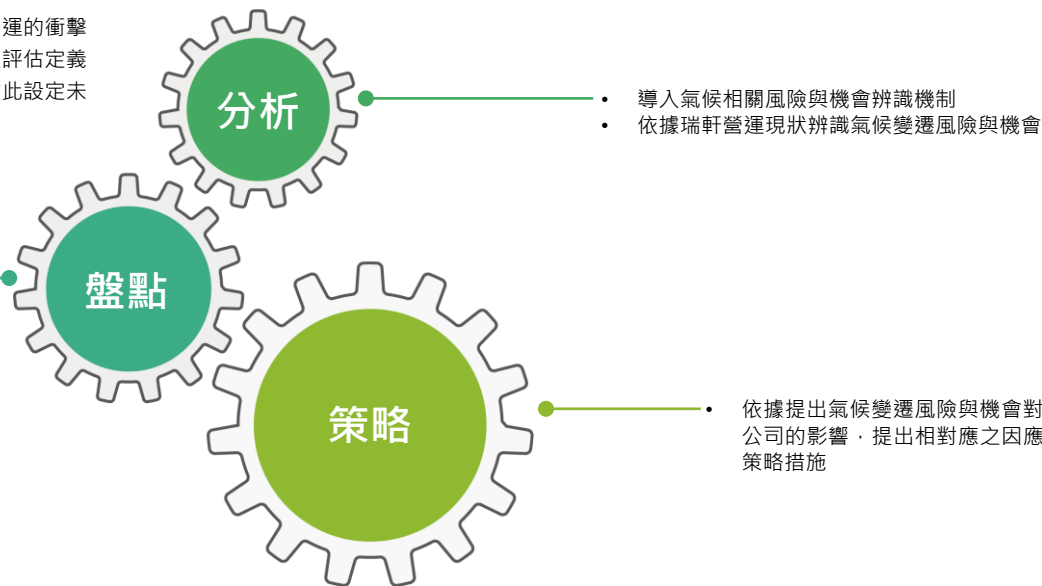 運的衝擊
評估定義
此設定未
分析
• 導入氣候相關風險與機會辨識機制
• 依據瑞軒營運現狀辨識氣候變遷風險與機會
盤點
策略
• 依據提出氣候變遷風險與機會對
公司的影響，提出相對應之因應
策略措施